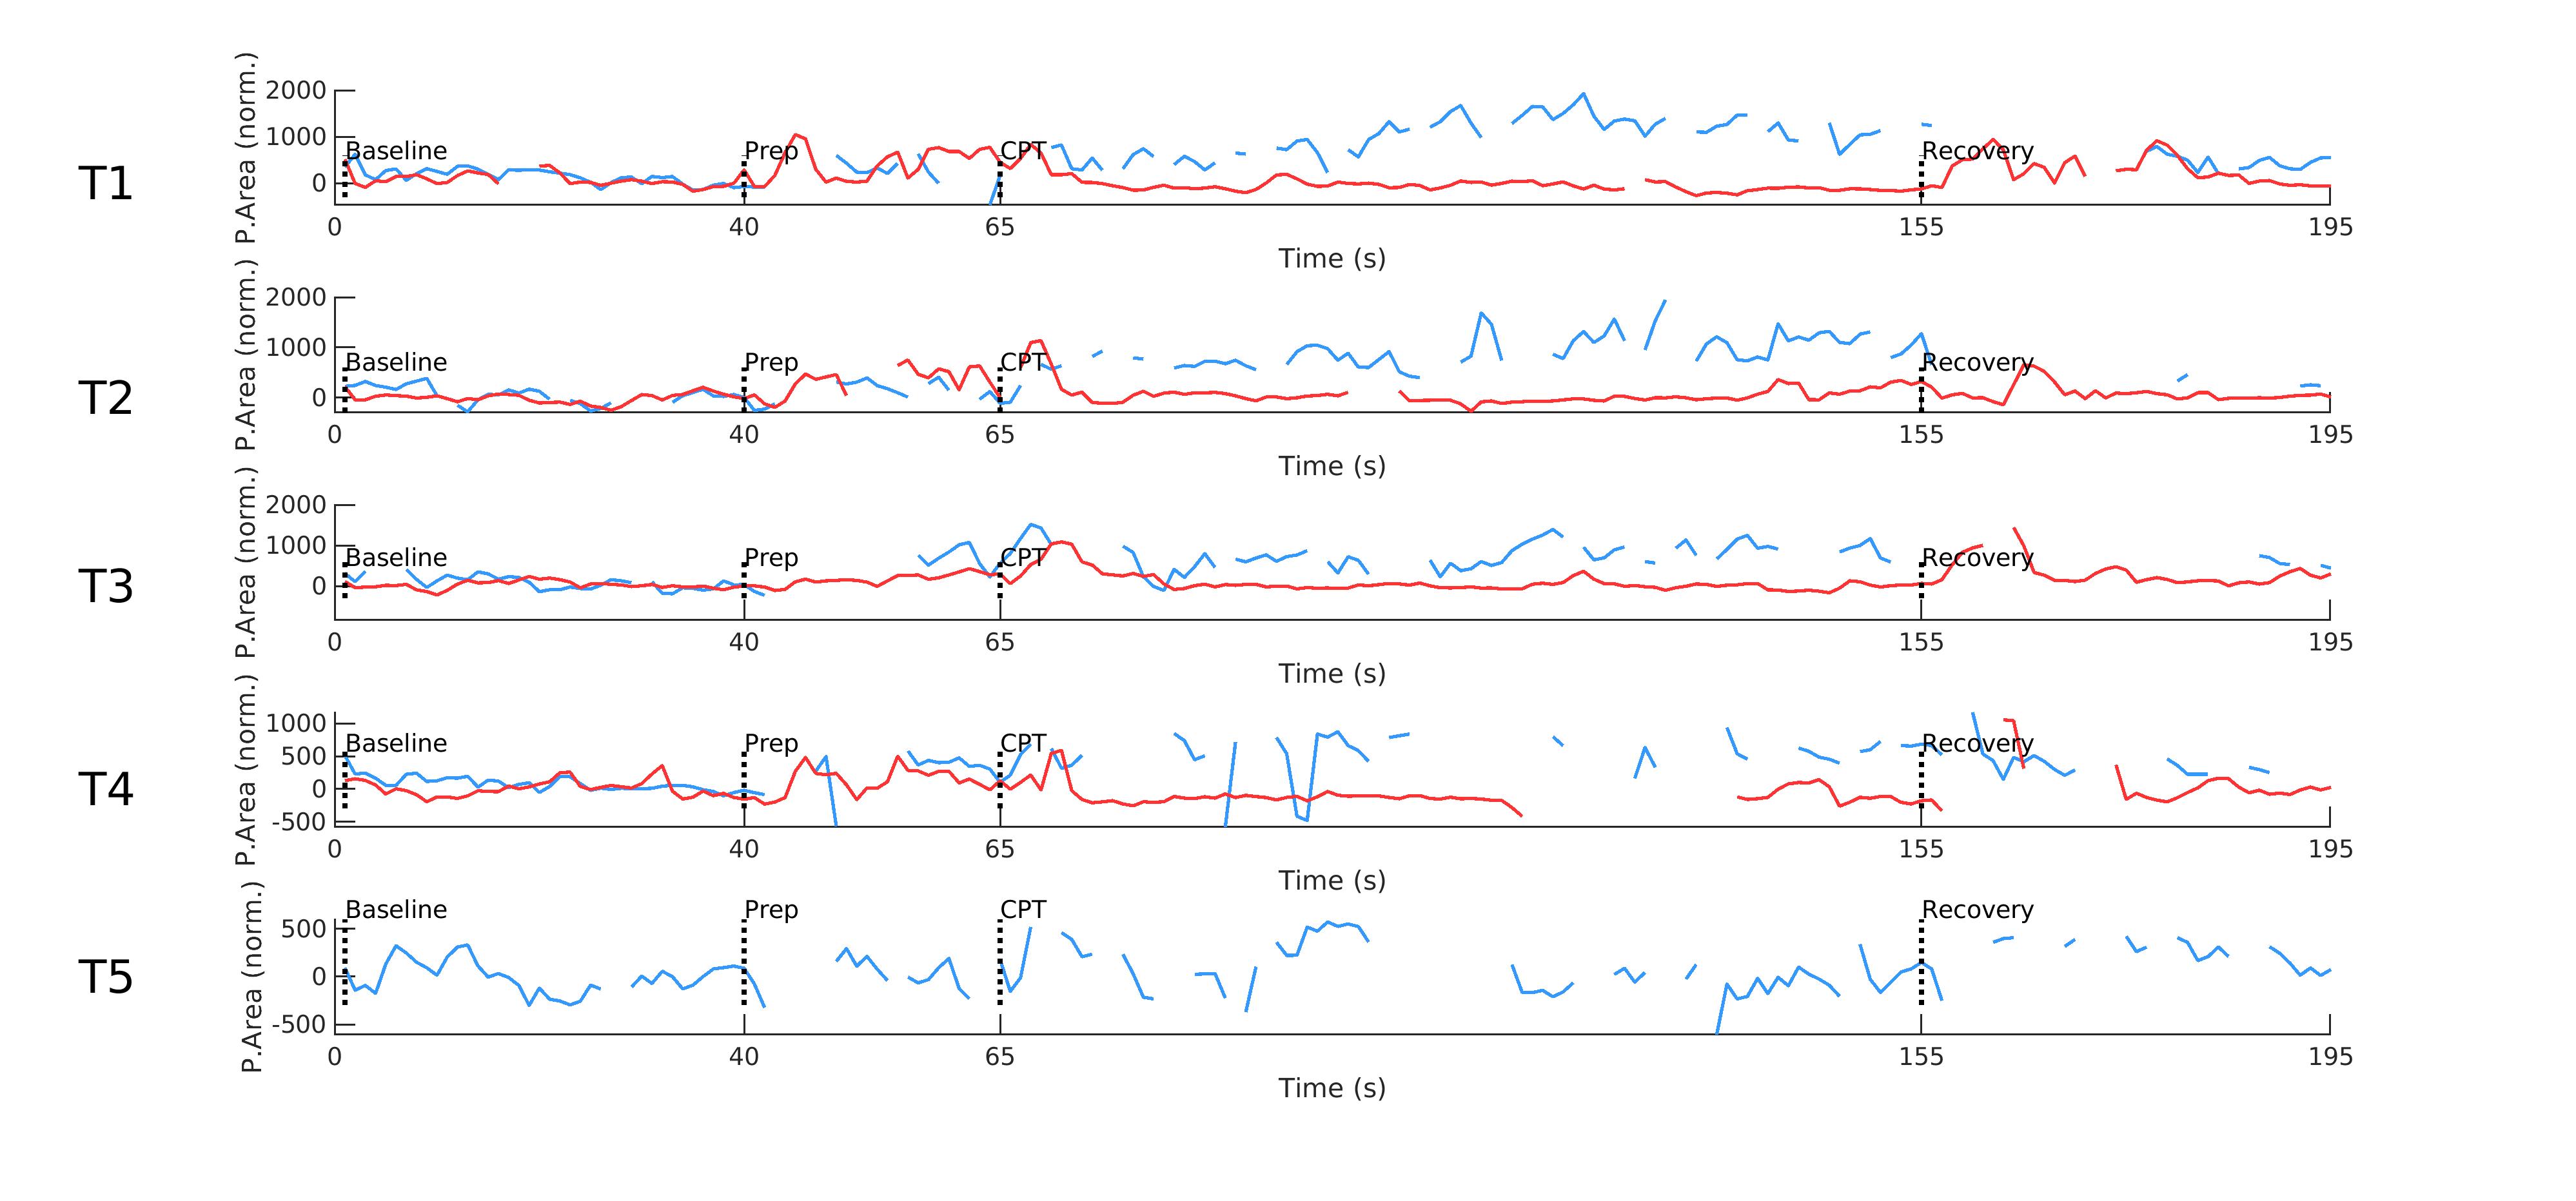 T1
P.Area (norm.)
2000
1000
0
Baseline
Prep
CPT
Recovery
0
40
65
155
195
Time (s)
T2
P.Area (norm.)
2000
1000
0
Baseline
Prep
CPT
Recovery
0
40
65
155
195
Time (s)
T3
P.Area (norm.)
2000
1000
0
Baseline
Prep
CPT
Recovery
0
40
65
155
195
Time (s)
T4
P.Area (norm.)
1000
500
0
-500
Baseline
Prep
CPT
Recovery
0
40
65
155
195
Time (s)
T5
P.Area (norm.)
500
0
-500
Baseline
Prep
CPT
Recovery
0
40
65
155
195
Time (s)